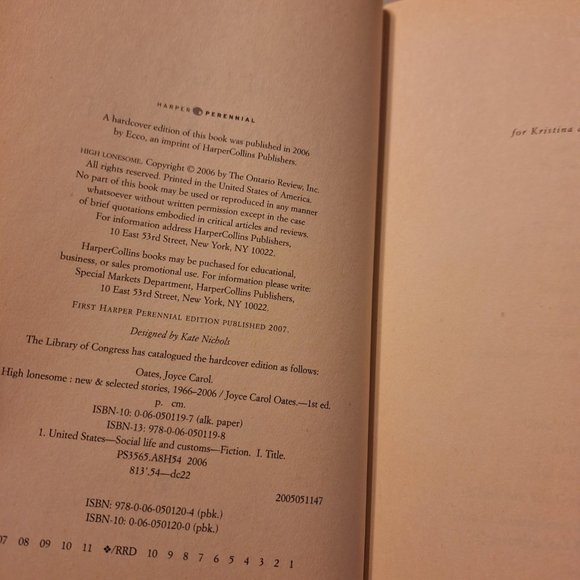 HARPER PERENNIAL
A hardcover edition of this book was published in 2006
by Ecco, an imprint of HarperCollins Publishers.
HIGH LONESOME. Copyright © 2006 by The Ontario Review, Inc.
All rights reserved. Printed in the United States of America.
No part of this book may be used or reproduced in any manner
whatsoever without written permission except in the case
of brief quotations embodied in critical articles and reviews.
For information address HarperCollins Publishers,
10 East 53rd Street, New York, NY 10022.
HarperCollins books may be puchased for educational,
business, or sales promotional use. For information please write:
Special Markets Department, HarperCollins Publishers,
10 East 53rd Street, New York, NY 10022.
FIRST HARPER PERENNIAL EDITION PUBLISHED 2007.
Designed by Kate Nichols
The Library of Congress has catalogued the hardcover edition as follows:
Oates, Joyce Carol.
High lonesome : new & selected stories, 1966–2006 / Joyce Carol Oates.—1st ed.
p. cm.
ISBN-10: 0-06-050119-7 (alk. paper)
ISBN-13: 978-0-06-050119-8
1. United States—Social life and customs—Fiction. I. Title.
PS3565.A8H54 2006
813'.54—dc22
2005051147
ISBN: 978-0-06-050120-4 (pbk.)
ISBN-10: 0-06-050120-0 (pbk.)
07 08 09 10 11 ❖/RRD 10 9 8 7 6 5 4 3 2 1
for Kristina